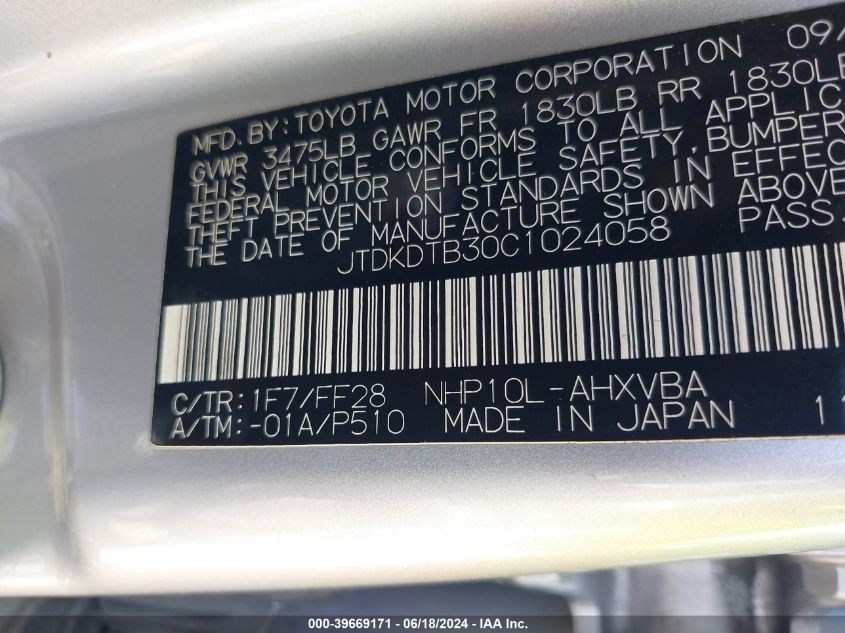 MFD. BY: TOYOTA MOTOR CORPORATION 09/
GVWR 3475LB GAWR FR 1830LB RR 1830LB
THIS VEHICLE CONFORMS TO ALL APPLIC
FEDERAL MOTOR VEHICLE SAFETY, BUMPER
THEFT PREVENTION STANDARDS IN EFFEC
THE DATE OF MANUFACTURE SHOWN ABOVE
JTDKDTB30C1024058 PASS.
C/TR: 1F7/FF28 NHP10L-AHXVBA
A/TM: -01A/P510 MADE IN JAPAN 11
000-39669171 | 06/18/2024 | IAA Inc.